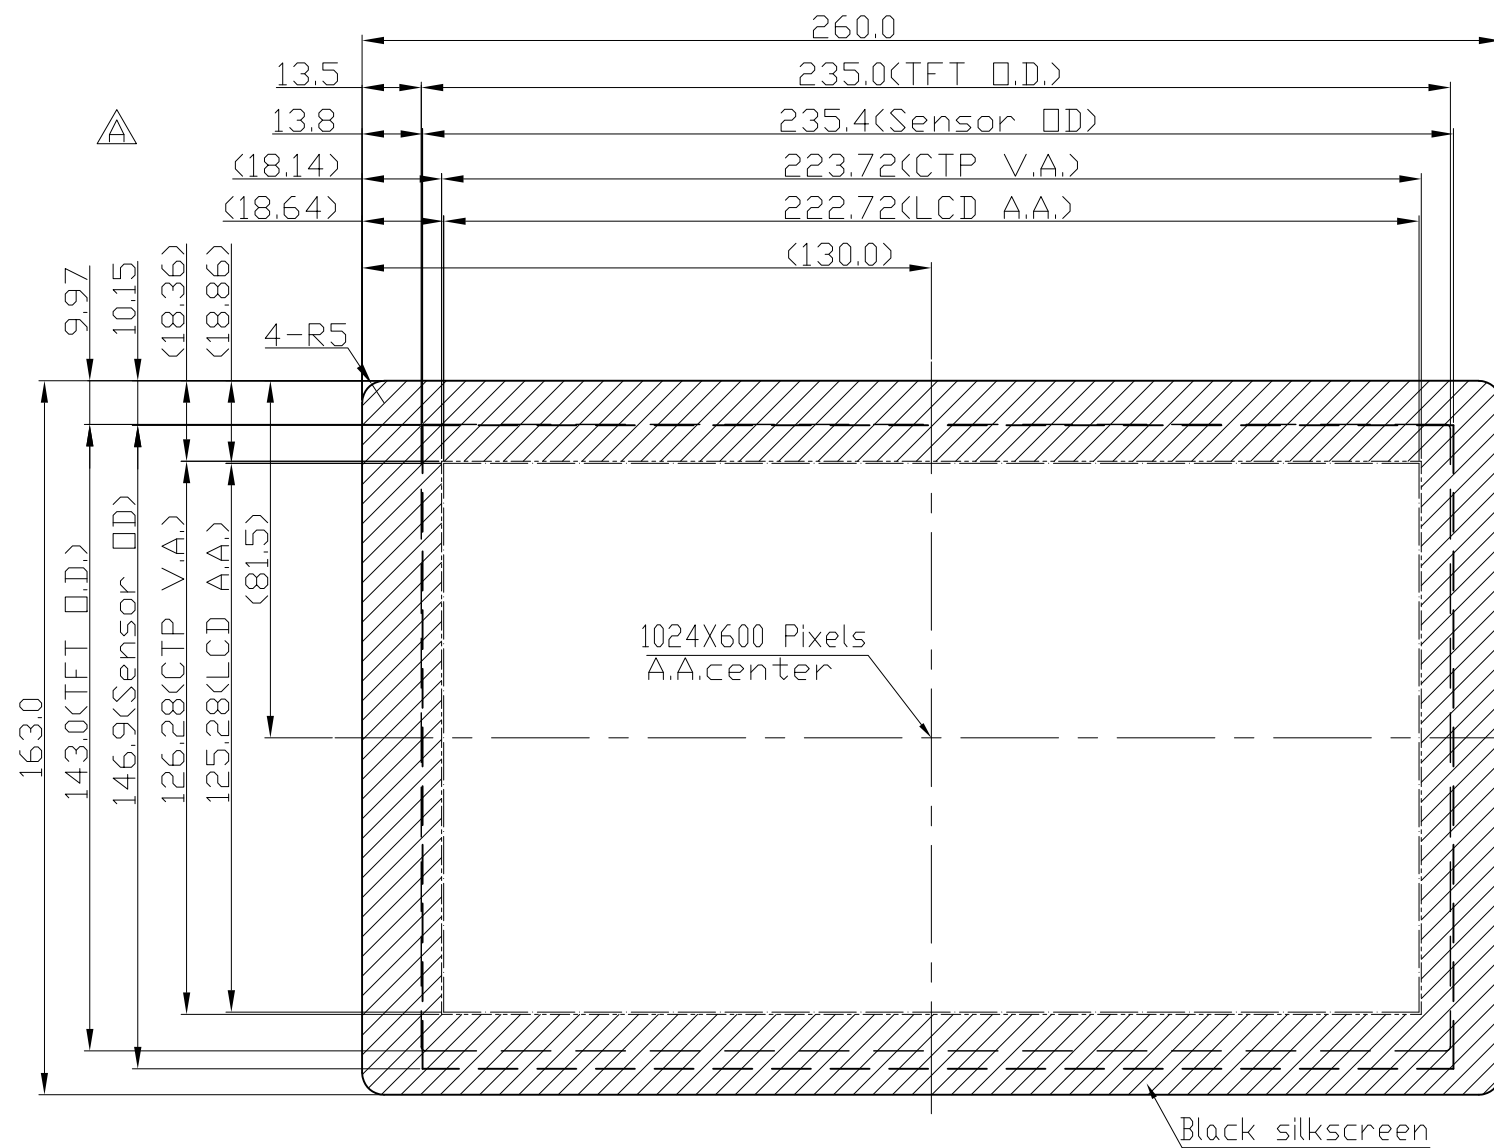 260.0
13.5
235.0(TFT O.D.)
A
13.8
235.4(Sensor OD)
(18.14)
223.72(CTP V.A.)
(18.64)
222.72(LCD A.A.)
(130.0)
9.97
10.15
(18.36)
(18.86)
4-R5
163.0
143.0(TFT O.D.)
146.9(Sensor OD)
126.28(CTP V.A.)
125.28(LCD A.A.)
(81.5)
1024X600 Pixels
A.A.center
Black silkscreen